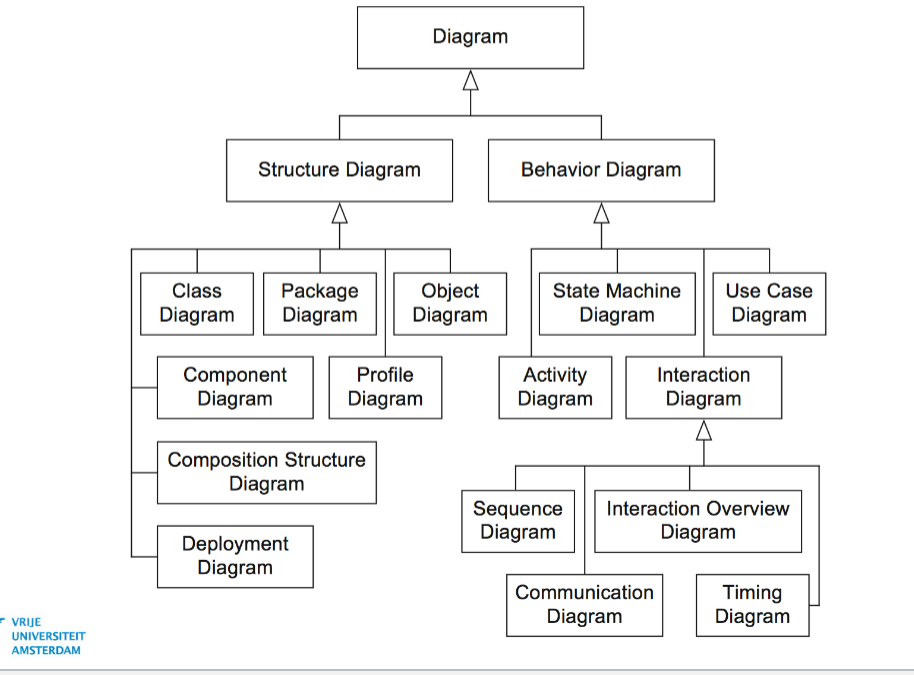 Diagram
Structure Diagram
Behavior Diagram
Class
Diagram
Package
Diagram
Object
Diagram
State Machine
Diagram
Use Case
Diagram
Component
Diagram
Profile
Diagram
Activity
Diagram
Interaction
Diagram
Composition Structure
Diagram
Sequence
Diagram
Interaction Overview
Diagram
Deployment
Diagram
Communication
Diagram
Timing
Diagram
VRIJE
UNIVERSITEIT
AMSTERDAM